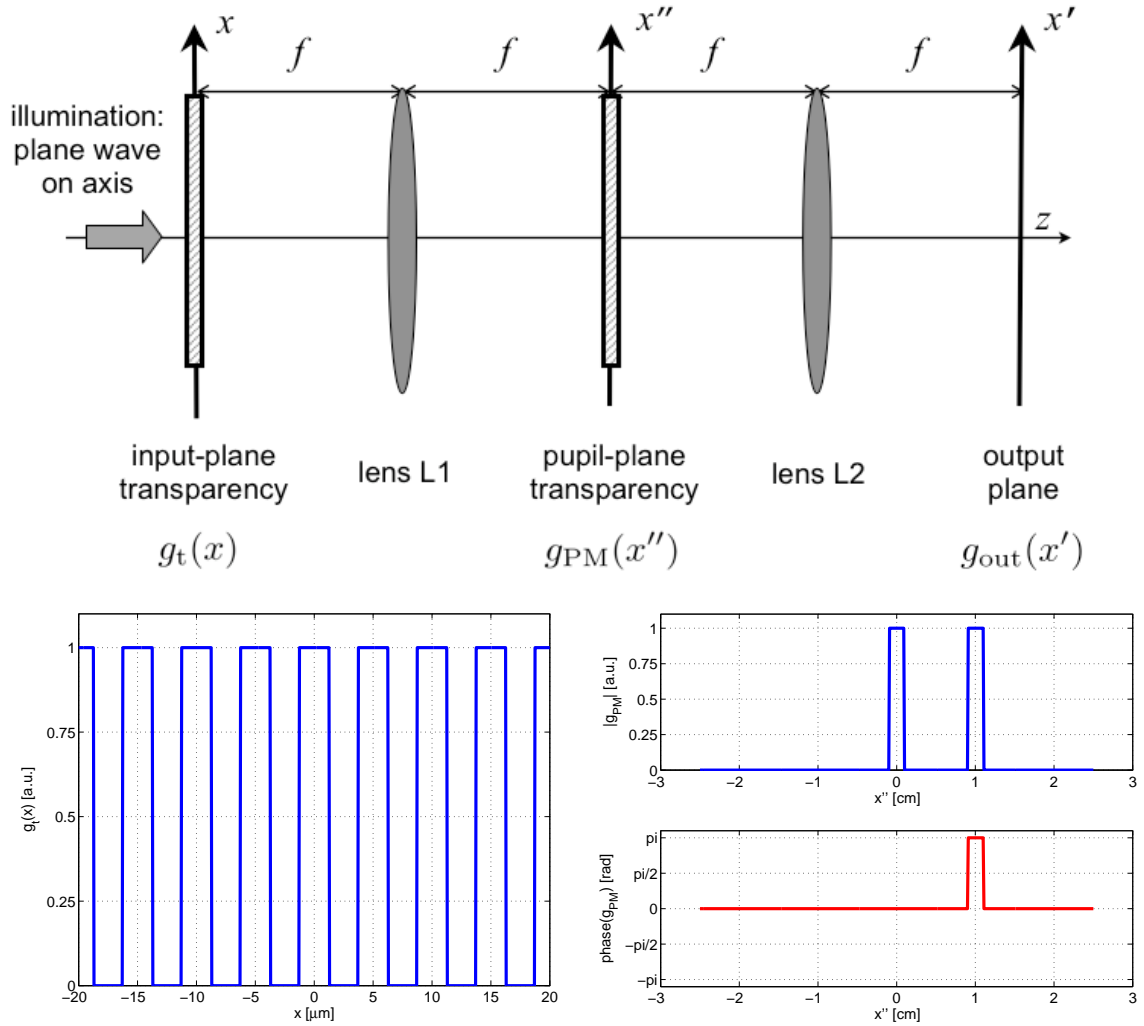 x
x′′
x′
f
f
f
f
illumination:
plane wave
on axis
z
input-plane
transparency
lens L1
pupil-plane
transparency
lens L2
output
plane
g_t(x)
g_PM(x′′)
g_out(x′)
g_t(x) [a.u.]
1
0.75
0.5
0.25
0
−20 −15 −10 −5 0 5 10 15 20
x [μm]
|g_PM| [a.u.]
1
0.75
0.5
0.25
0
−3 −2 −1 0 1 2 3
x'' [cm]
phase(g_PM) [rad]
pi
pi/2
0
−pi/2
−pi
−3 −2 −1 0 1 2 3
x'' [cm]